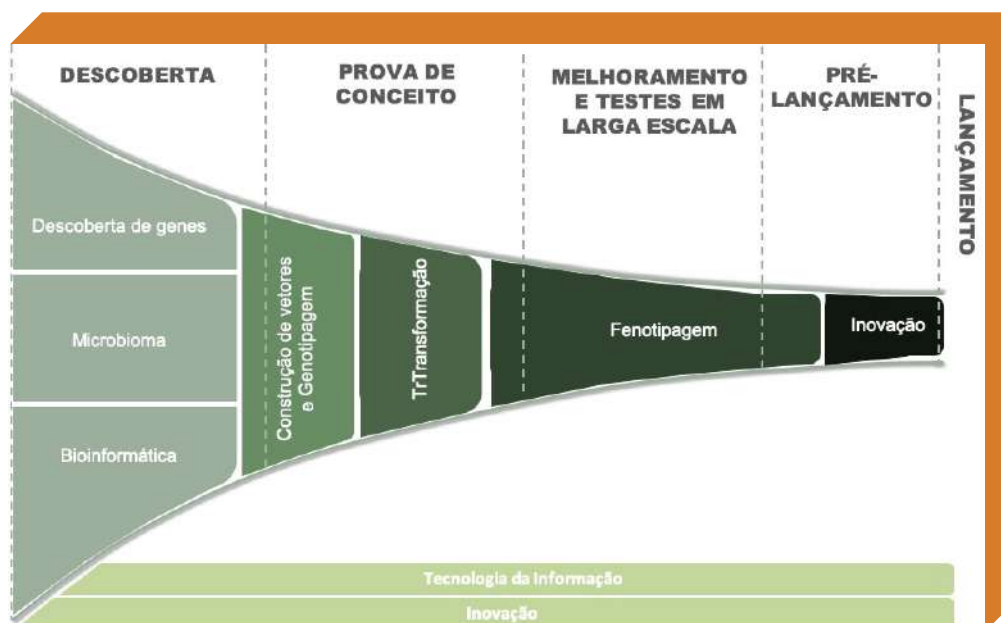 DESCOBERTA
PROVA DE
CONCEITO
MELHORAMENTO
E TESTES EM
LARGA ESCALA
PRÉ-
LANÇAMENTO
LANÇAMENTO
Descoberta de genes
Microbioma
Bioinformática
Construção de vetores
e Genotipagem
TrTransformação
Fenotipagem
Inovação
Tecnologia da Informação
Inovação